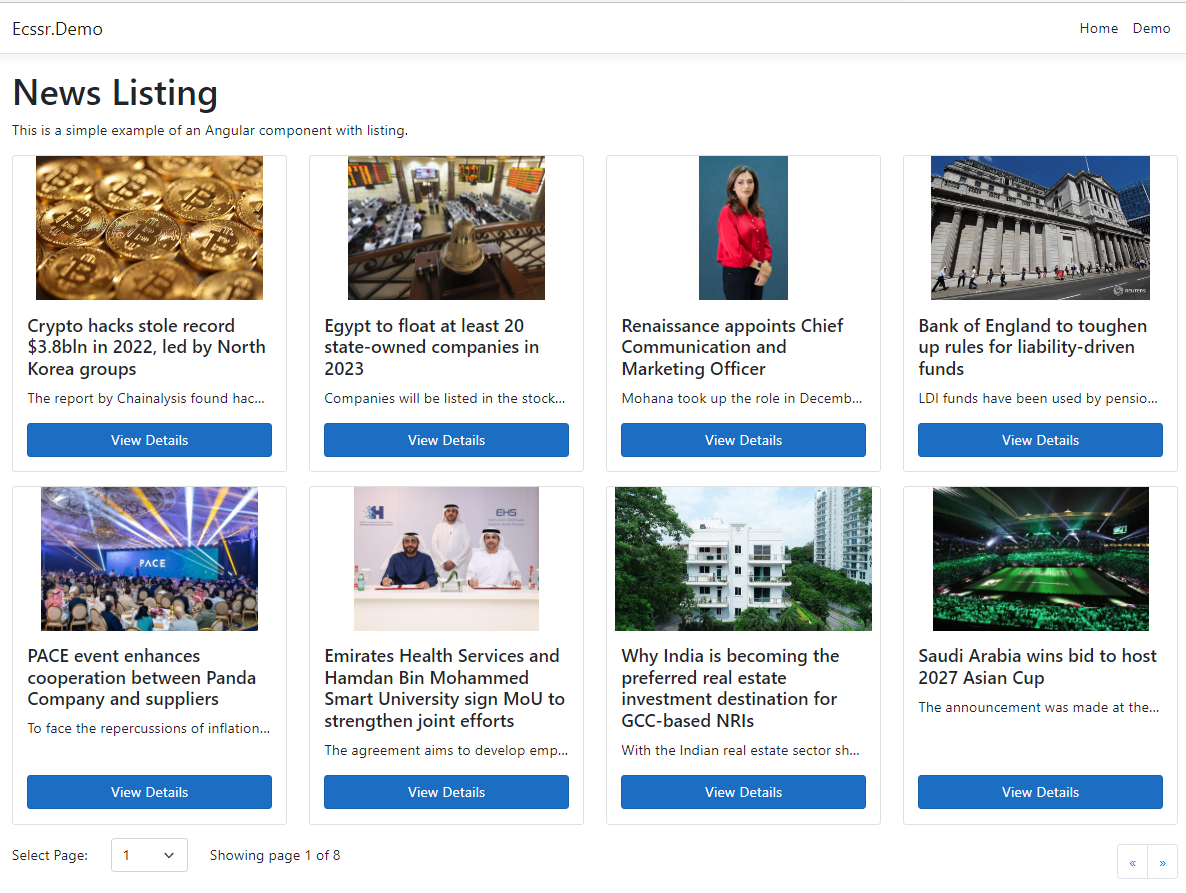 Ecssr.Demo
Home Demo
News Listing
This is a simple example of an Angular component with listing.
REUTERS
Crypto hacks stole record
$3.8bln in 2022, led by North
Korea groups
The report by Chainalysis found hac...
View Details
Egypt to float at least 20
state-owned companies in
2023
Companies will be listed in the stock...
View Details
Renaissance appoints Chief
Communication and
Marketing Officer
Mohana took up the role in Decemb...
View Details
Bank of England to toughen
up rules for liability-driven
funds
LDI funds have been used by pensio...
View Details
PACE
PACE event enhances
cooperation between Panda
Company and suppliers
To face the repercussions of inflation...
View Details
EHS
Emirates Health Services and
Hamdan Bin Mohammed
Smart University sign MoU to
strengthen joint efforts
The agreement aims to develop emp...
View Details
Why India is becoming the
preferred real estate
investment destination for
GCC-based NRIs
With the Indian real estate sector sh...
View Details
Saudi Arabia wins bid to host
2027 Asian Cup
The announcement was made at the...
View Details
Select Page: 1 Showing page 1 of 8
« »